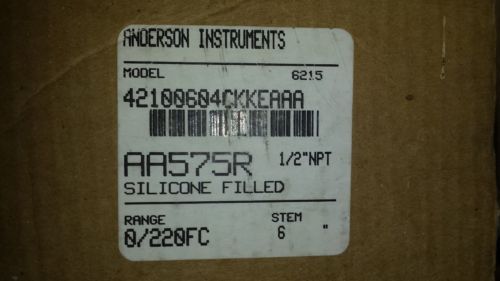 ANDERSON INSTRUMENTS
MODEL 6215
42100604CKKEAAA
AA575R 1/2"NPT
SILICONE FILLED
RANGE STEM
0/220FC 6 "